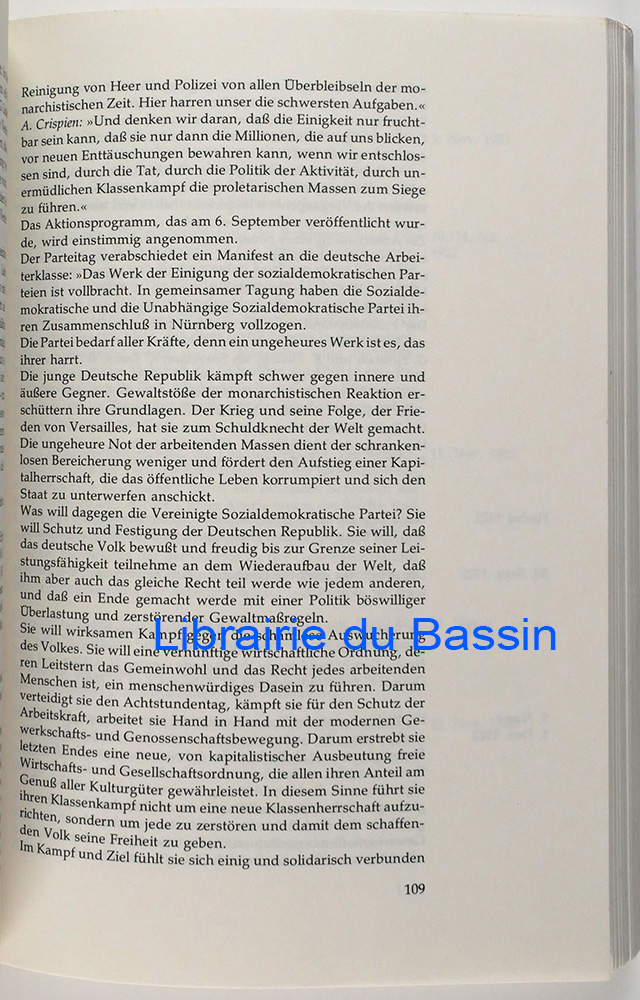 Reinigung von Heer und Polizei von allen Überbleibseln der mo-
narchistischen Zeit. Hier harren unser die schwersten Aufgaben.«
A. Crispien: »Und denken wir daran, daß die Einigkeit nur frucht-
bar sein kann, daß sie nur dann die Millionen, die auf uns blicken,
vor neuen Enttäuschungen bewahren kann, wenn wir entschlos-
sen sind, durch die Tat, durch die Politik der Aktivität, durch un-
ermüdlichen Klassenkampf die proletarischen Massen zum Siege
zu führen.«
Das Aktionsprogramm, das am 6. September veröffentlicht wur-
de, wird einstimmig angenommen.
Der Parteitag verabschiedet ein Manifest an die deutsche Arbei-
terklasse: »Das Werk der Einigung der sozialdemokratischen Par-
teien ist vollbracht. In gemeinsamer Tagung haben die Sozialde-
mokratische und die Unabhängige Sozialdemokratische Partei ih-
ren Zusammenschluß in Nürnberg vollzogen.
Die Partei bedarf aller Kräfte, denn ein ungeheures Werk ist es, das
ihrer harrt.
Die junge Deutsche Republik kämpft schwer gegen innere und
äußere Gegner. Gewaltstöße der monarchistischen Reaktion er-
schüttern ihre Grundlagen. Der Krieg und seine Folge, der Frie-
den von Versailles, hat sie zum Schuldknecht der Welt gemacht.
Die ungeheure Not der arbeitenden Massen dient der schranken-
losen Bereicherung weniger und fördert den Aufstieg einer Kapi-
talherrschaft, die das öffentliche Leben korrumpiert und sich den
Staat zu unterwerfen anschickt.
Was will dagegen die Vereinigte Sozialdemokratische Partei? Sie
will Schutz und Festigung der Deutschen Republik. Sie will, daß
das deutsche Volk bewußt und freudig bis zur Grenze seiner Lei-
stungsfähigkeit teilnehme an dem Wiederaufbau der Welt, daß
ihm aber auch das gleiche Recht teil werde wie jedem anderen,
und daß ein Ende gemacht werde mit einer Politik böswilliger
Überlastung und zerstörender Gewaltmaßregeln.
Sie will wirksamen Kampf gegen die schamlose Auswucherung
Librairie du Bassin
des Volkes. Sie will eine vernünftige wirtschaftliche Ordnung, de-
ren Leitstern das Gemeinwohl und das Recht jedes arbeitenden
Menschen ist, ein menschenwürdiges Dasein zu führen. Darum
verteidigt sie den Achtstundentag, kämpft sie für den Schutz der
Arbeitskraft, arbeitet sie Hand in Hand mit der modernen Ge-
werkschafts- und Genossenschaftsbewegung. Darum erstrebt sie
letzten Endes eine neue, von kapitalistischer Ausbeutung freie
Wirtschafts- und Gesellschaftsordnung, die allen ihren Anteil am
Genuß aller Kulturgüter gewährleistet. In diesem Sinne führt sie
ihren Klassenkampf nicht um eine neue Klassenherrschaft aufzu-
richten, sondern um jede zu zerstören und damit dem schaffen-
den Volk seine Freiheit zu geben.
Im Kampf und Ziel fühlt sie sich einig und solidarisch verbunden
109